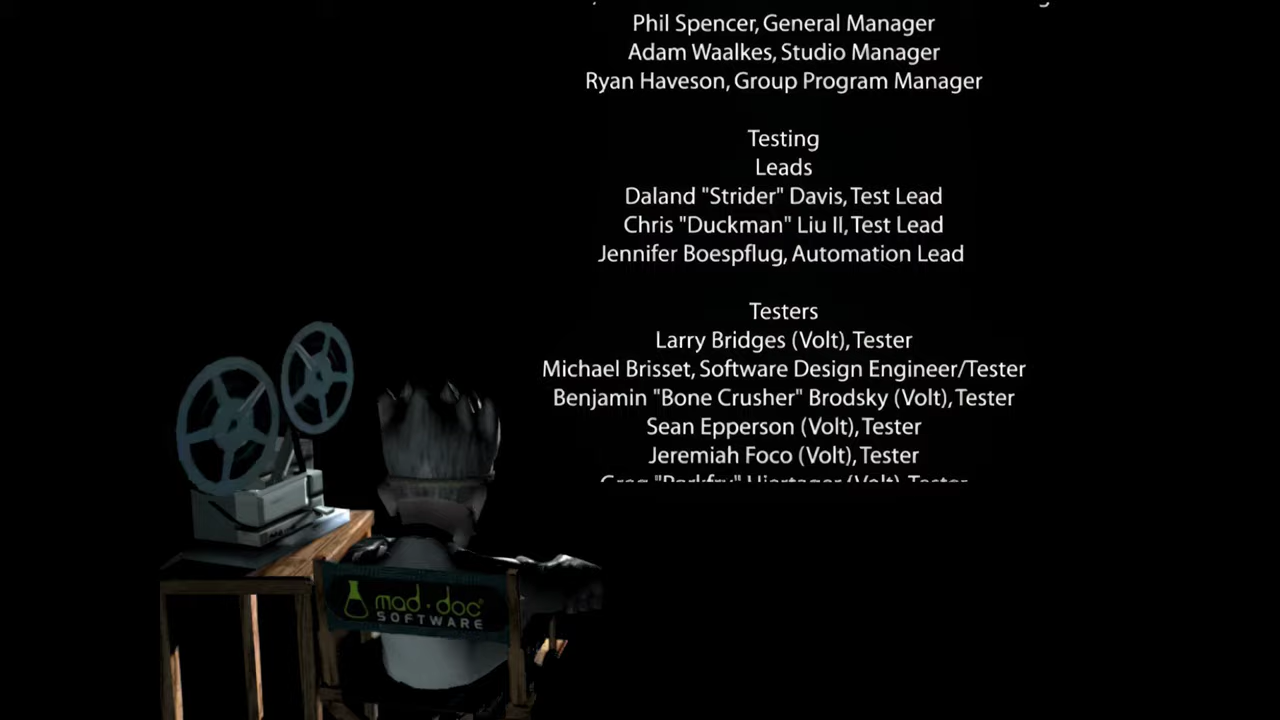 Phil Spencer, General Manager
Adam Waalkes, Studio Manager
Ryan Haveson, Group Program Manager
Testing
Leads
Daland "Strider" Davis, Test Lead
Chris "Duckman" Liu II, Test Lead
Jennifer Boespflug, Automation Lead
Testers
Larry Bridges (Volt), Tester
Michael Brisset, Software Design Engineer/Tester
Benjamin "Bone Crusher" Brodsky (Volt), Tester
Sean Epperson (Volt), Tester
Jeremiah Foco (Volt), Tester
Greg (Volt), Tester
mad·doc
SOFTWARE